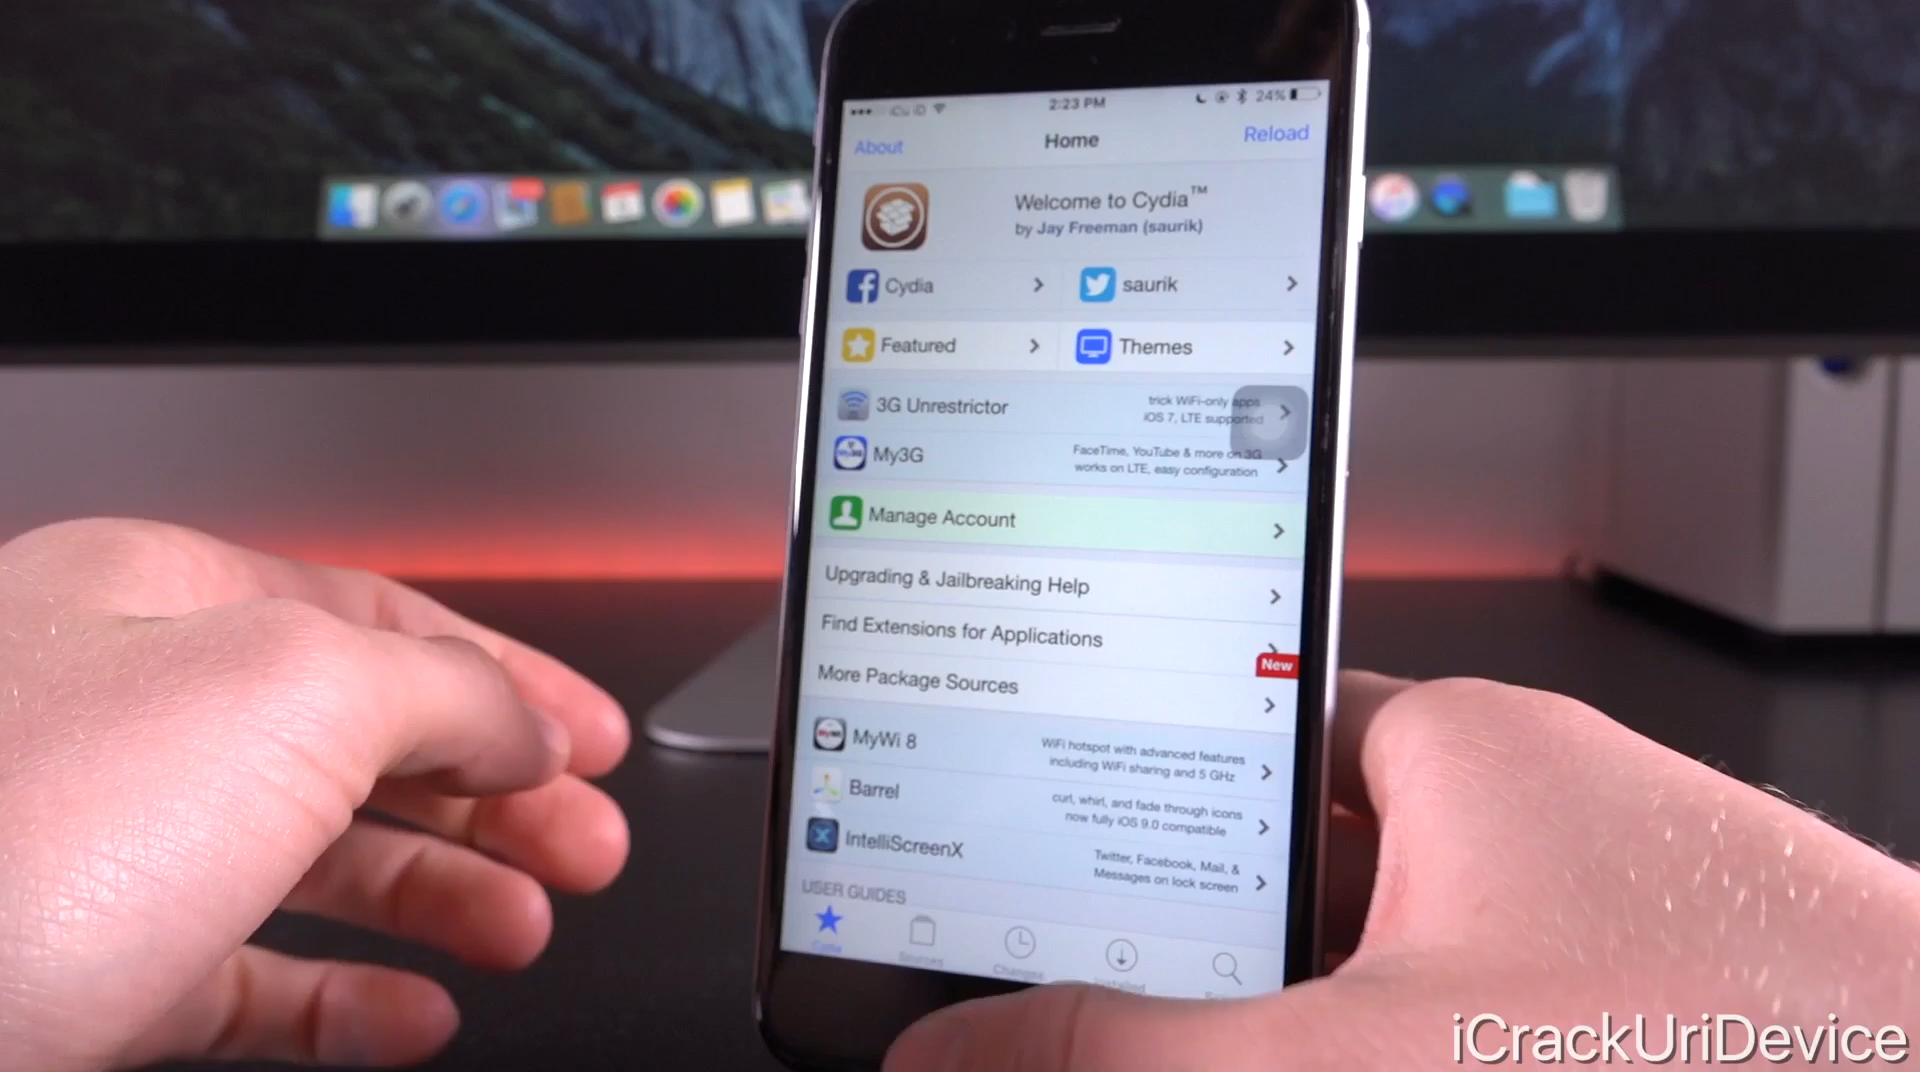 2:23 PM
24%
About
Home
Reload
Welcome to Cydia™
by Jay Freeman (saurik)
Cydia
saurik
Featured
Themes
3G Unrestrictor
trick WiFi-only apps
iOS 7, LTE supported
My3G
FaceTime, YouTube & more on 3G
works on LTE, easy configuration
Manage Account
Upgrading & Jailbreaking Help
Find Extensions for Applications
New
More Package Sources
MyWi 8
WiFi hotspot with advanced features
including WiFi sharing and 5 GHz
Barrel
curl, whirl, and fade through icons
now fully iOS 9.0 compatible
IntelliScreenX
Twitter, Facebook, Mail, &
Messages on lock screen
USER GUIDES
Cydia
Sources
Changes
Installed
iCrackUriDevice